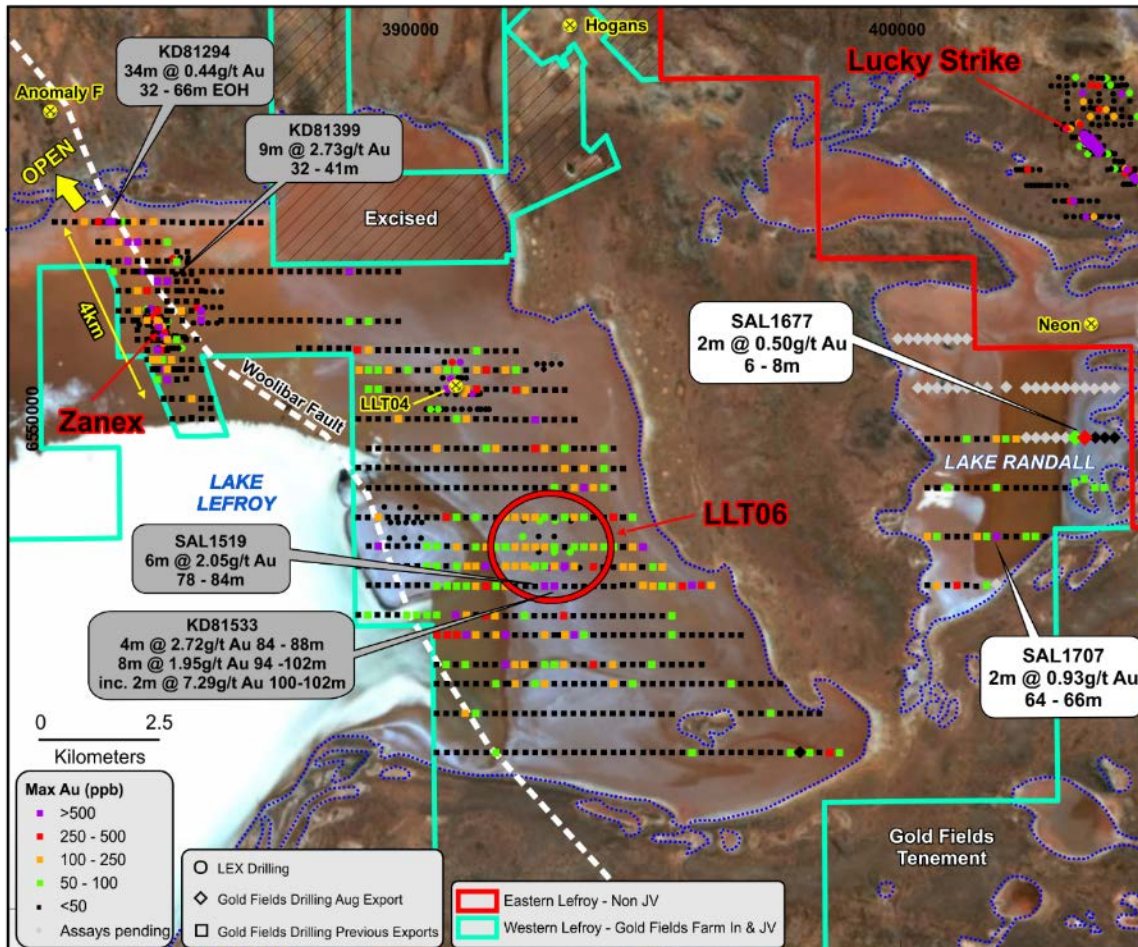 390000
400000
Hogans
KD81294
34m @ 0.44g/t Au
32 - 66m EOH
Anomaly F
Lucky Strike
KD81399
9m @ 2.73g/t Au
32 - 41m
OPEN
Excised
4km
SAL1677
2m @ 0.50g/t Au
6 - 8m
Neon
Woolibar Fault
LLT04
Zanex
6550000
LAKE
LEFROY
LAKE RANDALL
LLT06
SAL1519
6m @ 2.05g/t Au
78 - 84m
KD81533
4m @ 2.72g/t Au 84 - 88m
8m @ 1.95g/t Au 94 -102m
inc. 2m @ 7.29g/t Au 100-102m
SAL1707
2m @ 0.93g/t Au
64 - 66m
0 2.5
Kilometers
Max Au (ppb)
>500
250 - 500
100 - 250
50 - 100
<50
Assays pending
LEX Drilling
Gold Fields Drilling Aug Export
Gold Fields Drilling Previous Exports
Eastern Lefroy - Non JV
Western Lefroy - Gold Fields Farm In & JV
Gold Fields
Tenement